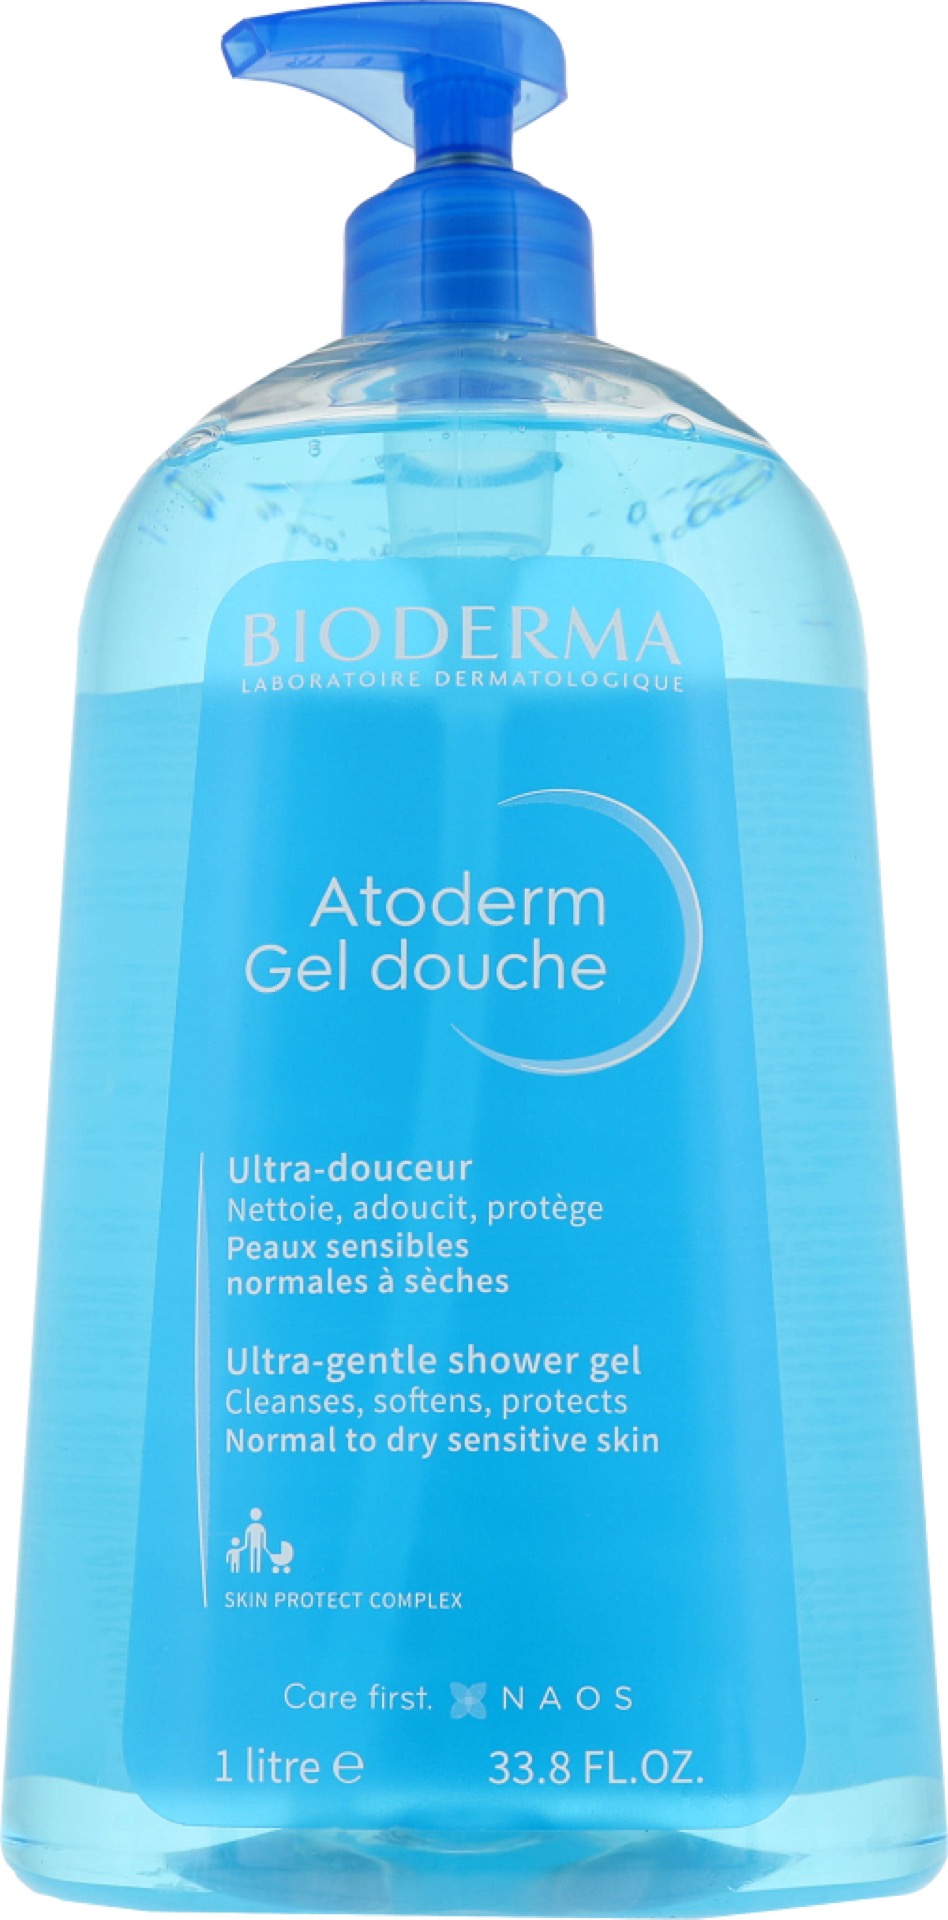 BIODERMA
LABORATOIRE DERMATOLOGIQUE
Atoderm
Gel douche
Ultra-douceur
Nettoie, adoucit, protège
Peaux sensibles
normales à sèches
Ultra-gentle shower gel
Cleanses, softens, protects
Normal to dry sensitive skin
SKIN PROTECT COMPLEX
Care first. NAOS
1 litre ℮ 33.8 FL.OZ.